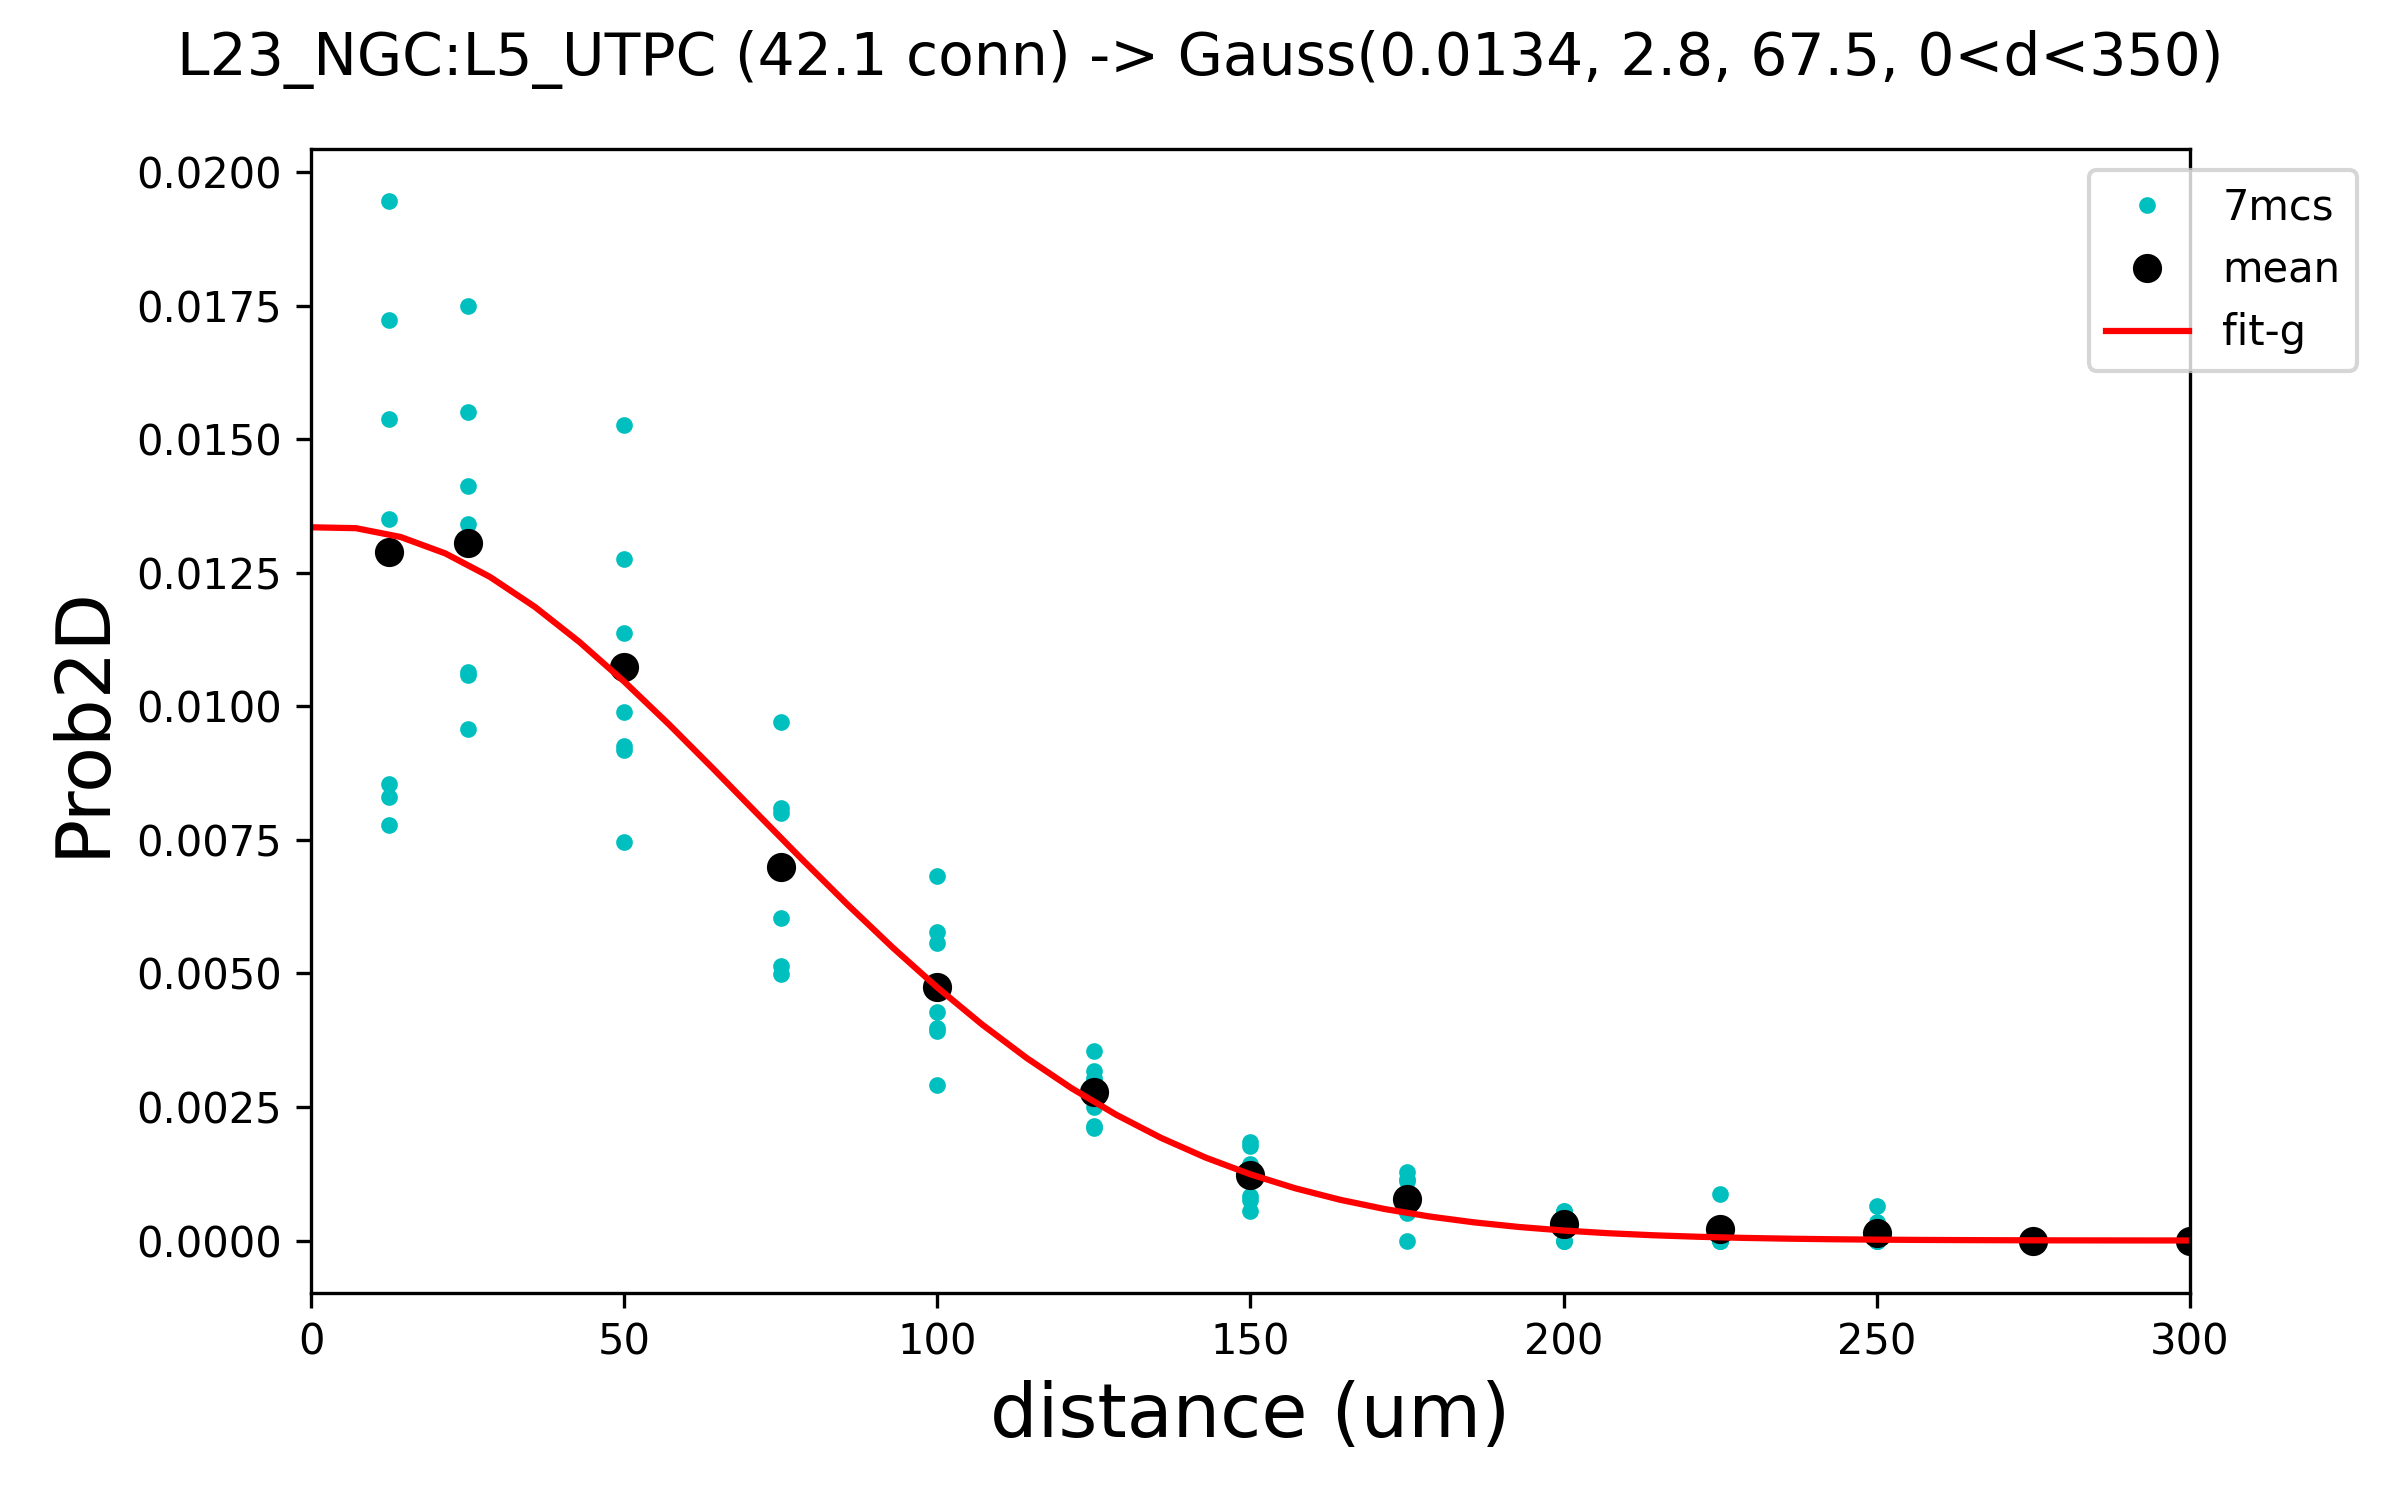 L23_NGC:L5_UTPC (42.1 conn) -> Gauss(0.0134, 2.8, 67.5, 0<d<350)
0.0200
0.0175
0.0150
0.0125
0.0100
0.0075
0.0050
0.0025
0.0000
Prob2D
7mcs
mean
fit-g
0 50 100 150 200 250 300
distance (um)